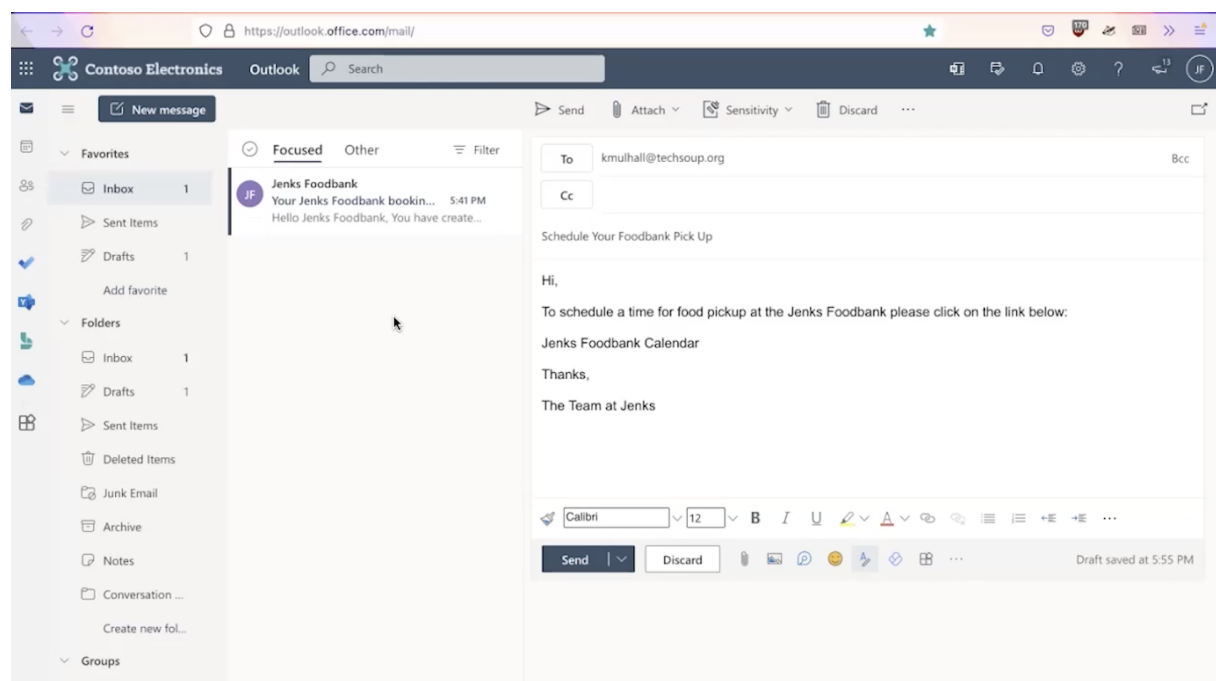 https://outlook.office.com/mail/
170
Contoso Electronics
Outlook
Search
13
JF
New message
Send
Attach
Sensitivity
Discard
Favorites
Inbox 1
Sent Items
Drafts 1
Add favorite
Folders
Inbox 1
Drafts 1
Sent Items
Deleted Items
Junk Email
Archive
Notes
Conversation ...
Create new fol...
Groups
Focused Other Filter
JF
Jenks Foodbank
Your Jenks Foodbank bookin... 5:41 PM
Hello Jenks Foodbank, You have create...
To kmulhall@techsoup.org Bcc
Cc
Schedule Your Foodbank Pick Up
Hi,
To schedule a time for food pickup at the Jenks Foodbank please click on the link below:
Jenks Foodbank Calendar
Thanks,
The Team at Jenks
Calibri 12 B I U A
Send Discard Draft saved at 5:55 PM